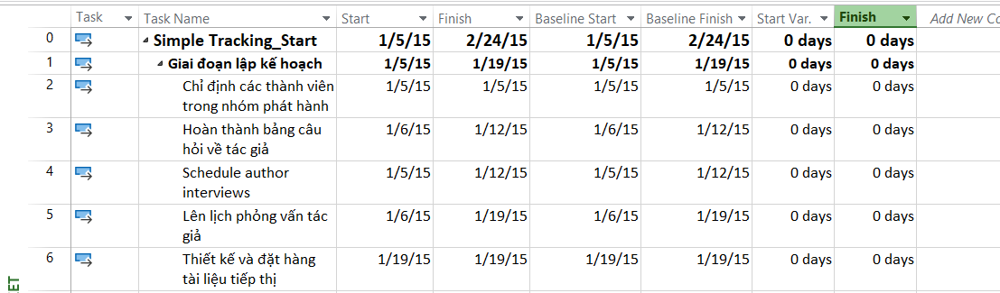 Task Task Name Start Finish Baseline Start Baseline Finish Start Var. Finish Add New Co
0 Simple Tracking_Start 1/5/15 2/24/15 1/5/15 2/24/15 0 days 0 days
1 Giai đoạn lập kế hoạch 1/5/15 1/19/15 1/5/15 1/19/15 0 days 0 days
2 Chỉ định các thành viên 1/5/15 1/5/15 1/5/15 1/5/15 0 days 0 days
trong nhóm phát hành
3 Hoàn thành bảng câu 1/6/15 1/12/15 1/6/15 1/12/15 0 days 0 days
hỏi về tác giả
4 Schedule author 1/5/15 1/12/15 1/5/15 1/12/15 0 days 0 days
interviews
5 Lên lịch phỏng vấn tác 1/6/15 1/19/15 1/6/15 1/19/15 0 days 0 days
giả
6 Thiết kế và đặt hàng 1/19/15 1/19/15 1/19/15 1/19/15 0 days 0 days
tài liệu tiếp thị
ET